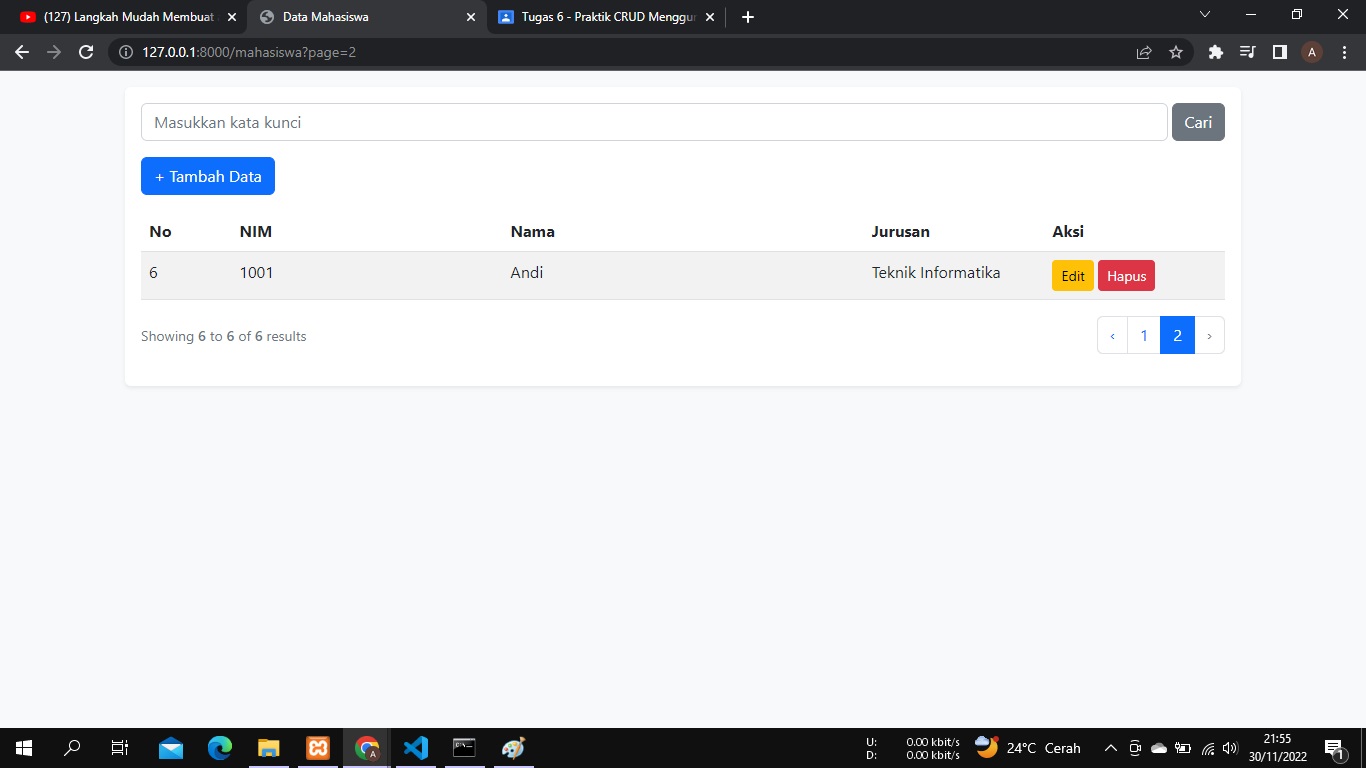 (127) Langkah Mudah Membuat
Data Mahasiswa
Tugas 6 - Praktik CRUD Menggun
127.0.0.1:8000/mahasiswa?page=2
A
Masukkan kata kunci
Cari
+ Tambah Data
No NIM Nama Jurusan Aksi
6 1001 Andi Teknik Informatika Edit Hapus
Showing 6 to 6 of 6 results
‹ 1 2 ›
U: 0.00 kbit/s
D: 0.00 kbit/s
24°C Cerah
21:55
30/11/2022
1